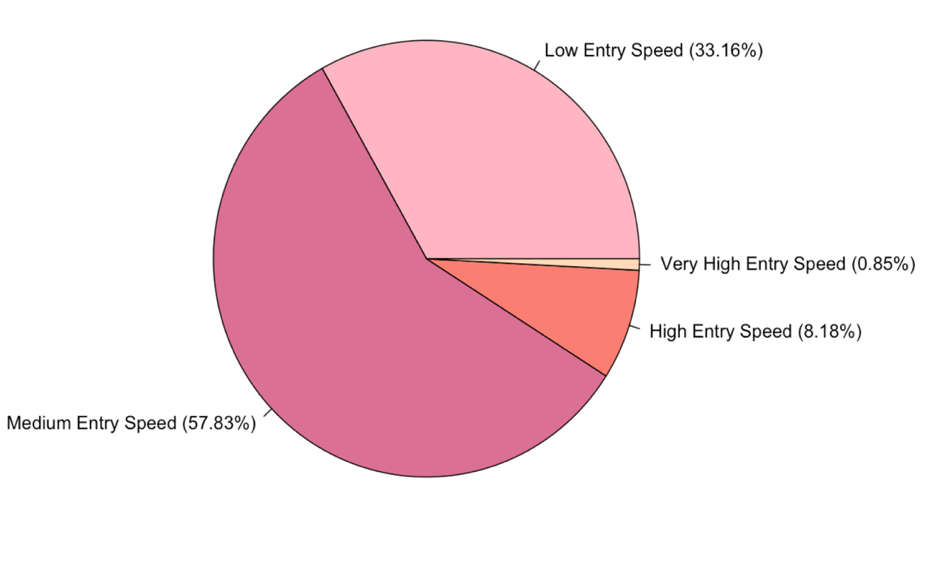 Low Entry Speed (33.16%)
Very High Entry Speed (0.85%)
High Entry Speed (8.18%)
Medium Entry Speed (57.83%)